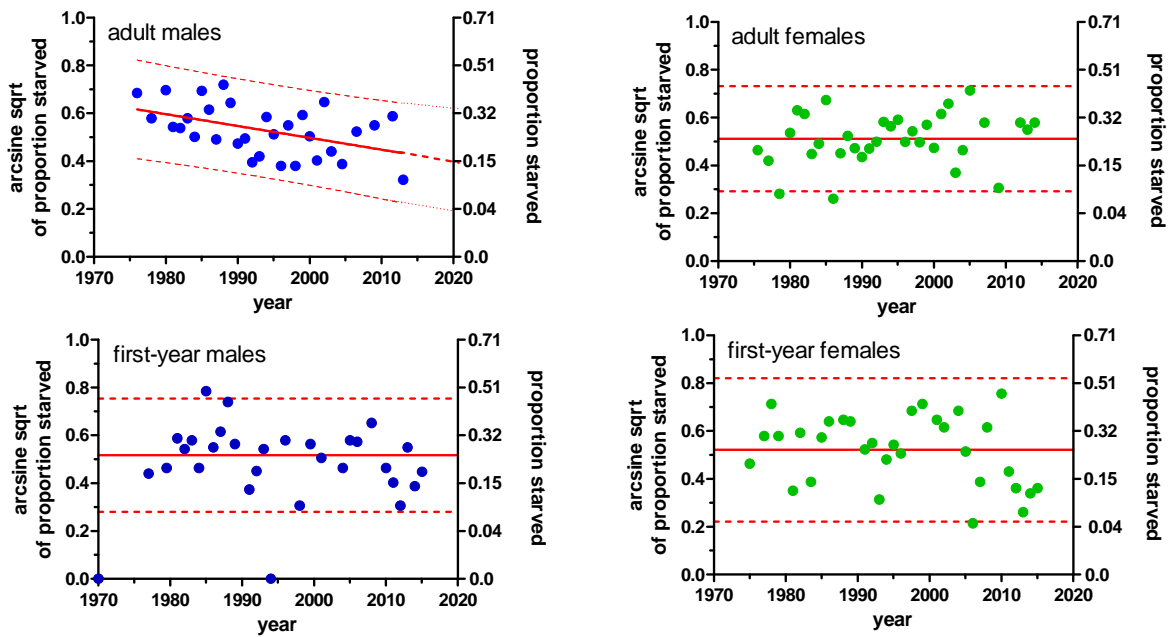 adult males
1.0
0.8
0.6
0.4
0.2
0.0
arcsine sqrt
of proportion starved
0.71
0.51
0.32
0.15
0.04
0.0
proportion starved
1970 1980 1990 2000 2010 2020
year
adult females
1.0
0.8
0.6
0.4
0.2
0.0
arcsine sqrt
of proportion starved
0.71
0.51
0.32
0.15
0.04
0.0
proportion starved
1970 1980 1990 2000 2010 2020
year
first-year males
1.0
0.8
0.6
0.4
0.2
0.0
arcsine sqrt
of proportion starved
0.71
0.51
0.32
0.15
0.04
0.0
proportion starved
1970 1980 1990 2000 2010 2020
year
first-year females
1.0
0.8
0.6
0.4
0.2
0.0
arcsine sqrt
of proportion starved
0.71
0.51
0.32
0.15
0.04
0.0
proportion starved
1970 1980 1990 2000 2010 2020
year